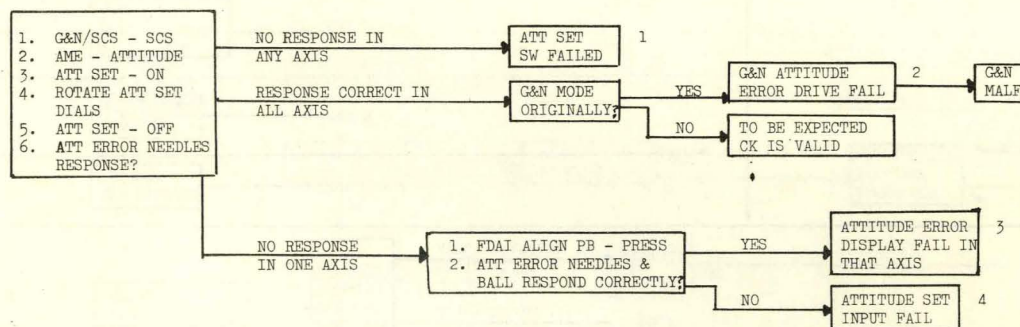 1. G&N/SCS - SCS
2. AME - ATTITUDE
3. ATT SET - ON
4. ROTATE ATT SET
DIALS
5. ATT SET - OFF
6. ATT ERROR NEEDLES
RESPONSE?
NO RESPONSE IN
ANY AXIS
ATT SET
SW FAILED
1
RESPONSE CORRECT IN
ALL AXIS
G&N MODE
ORIGINALLY?
YES
G&N ATTITUDE
ERROR DRIVE FAIL
2
G&N
MALF
NO
TO BE EXPECTED
CK IS VALID
NO RESPONSE
IN ONE AXIS
1. FDAI ALIGN PB - PRESS
2. ATT ERROR NEEDLES &
BALL RESPOND CORRECTLY?
YES
ATTITUDE ERROR
DISPLAY FAIL IN
THAT AXIS
3
NO
ATTITUDE SET
INPUT FAIL
4